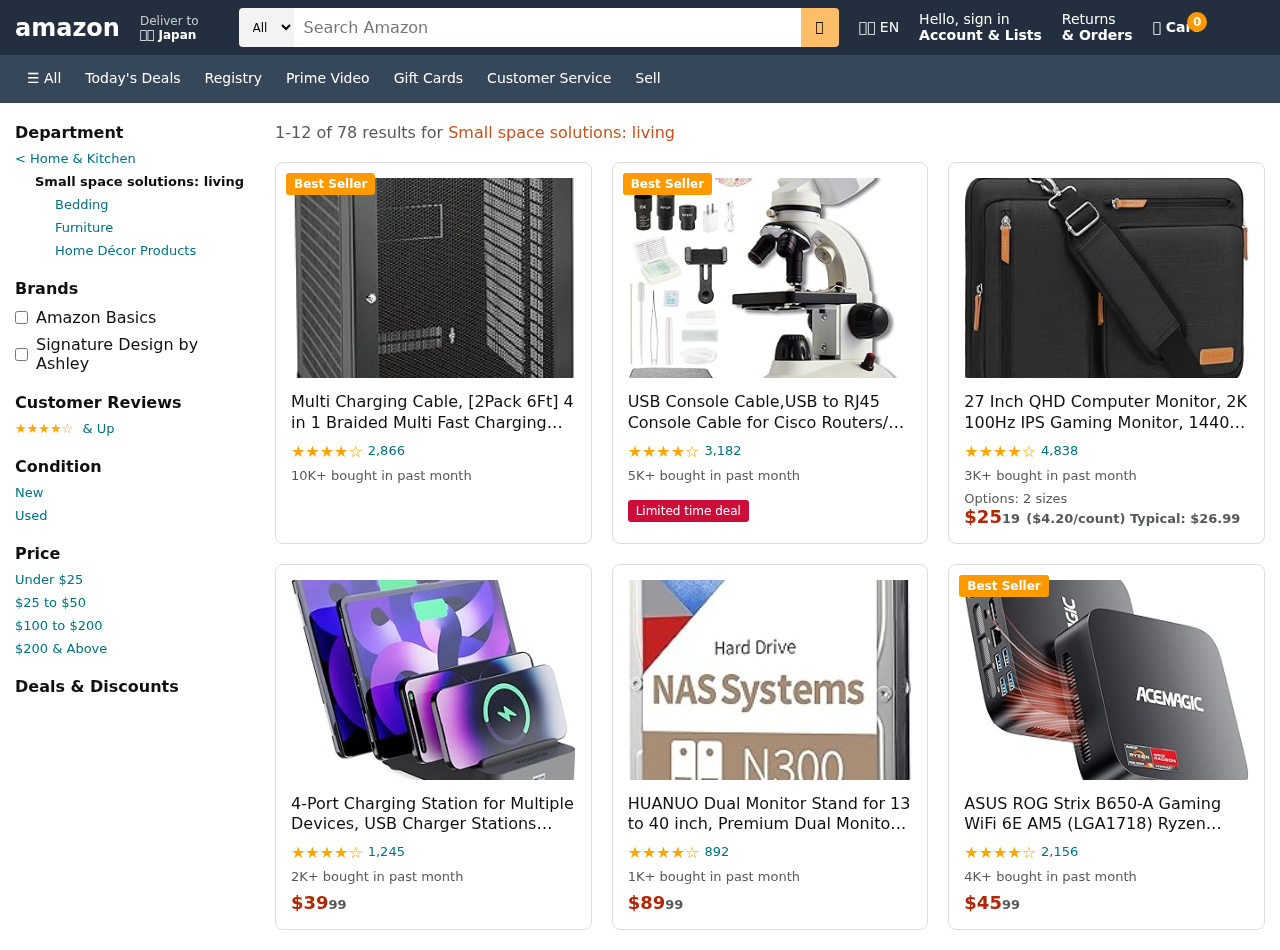 amazon
Deliver to
Japan
All
Search Amazon
EN
Hello, sign in
Account & Lists
Returns
& Orders
0
☰ All
Today's Deals
Registry
Prime Video
Gift Cards
Customer Service
Sell
Department
< Home & Kitchen
Small space solutions: living
Bedding
Furniture
Home Décor Products
Brands
Amazon Basics
Signature Design by
Ashley
Customer Reviews
★★★★☆ & Up
Condition
New
Used
Price
Under $25
$25 to $50
$100 to $200
$200 & Above
Deals & Discounts
1-12 of 78 results for Small space solutions: living
Best Seller
Multi Charging Cable, [2Pack 6Ft] 4
in 1 Braided Multi Fast Charging…
★★★★☆ 2,866
10K+ bought in past month
Best Seller
USB Console Cable,USB to RJ45
Console Cable for Cisco Routers/…
★★★★☆ 3,182
5K+ bought in past month
Limited time deal
27 Inch QHD Computer Monitor, 2K
100Hz IPS Gaming Monitor, 1440…
★★★★☆ 4,838
3K+ bought in past month
Options: 2 sizes
$2519 ($4.20/count) Typical: $26.99
4-Port Charging Station for Multiple
Devices, USB Charger Stations…
★★★★☆ 1,245
2K+ bought in past month
$3999
Hard Drive
NAS Systems
N300
HUANUO Dual Monitor Stand for 13
to 40 inch, Premium Dual Monito…
★★★★☆ 892
1K+ bought in past month
$8999
Best Seller
ACEMAGIC
RYZEN
RADEON
ASUS ROG Strix B650-A Gaming
WiFi 6E AM5 (LGA1718) Ryzen…
★★★★☆ 2,156
4K+ bought in past month
$4599